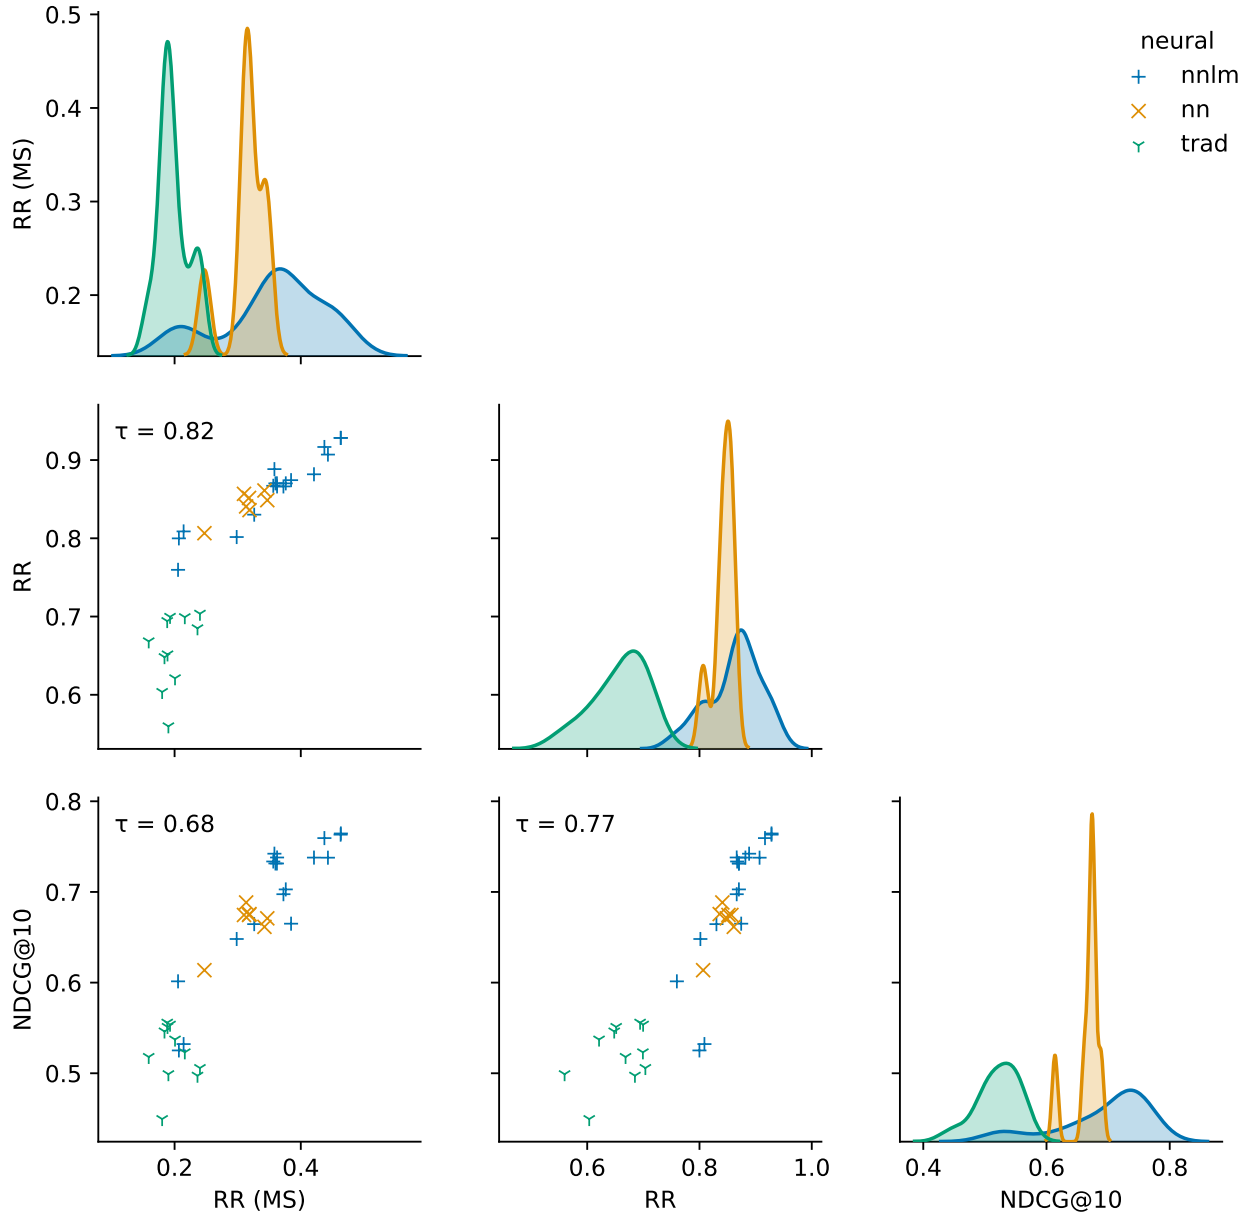 neural
nnlm
nn
trad
0.5
0.4
0.3
0.2
RR (MS)
τ = 0.82
0.9
0.8
0.7
0.6
RR
τ = 0.68
τ = 0.77
0.8
0.7
0.6
0.5
NDCG@10
0.2 0.4
0.6 0.8 1.0
0.4 0.6 0.8
RR (MS)
RR
NDCG@10